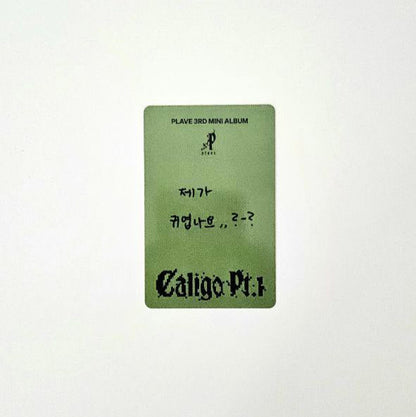 PLAVE 3RD MINI ALBUM
P
PLAVE
제가
귀엽나요,, ?-?
Caligo Pt.1